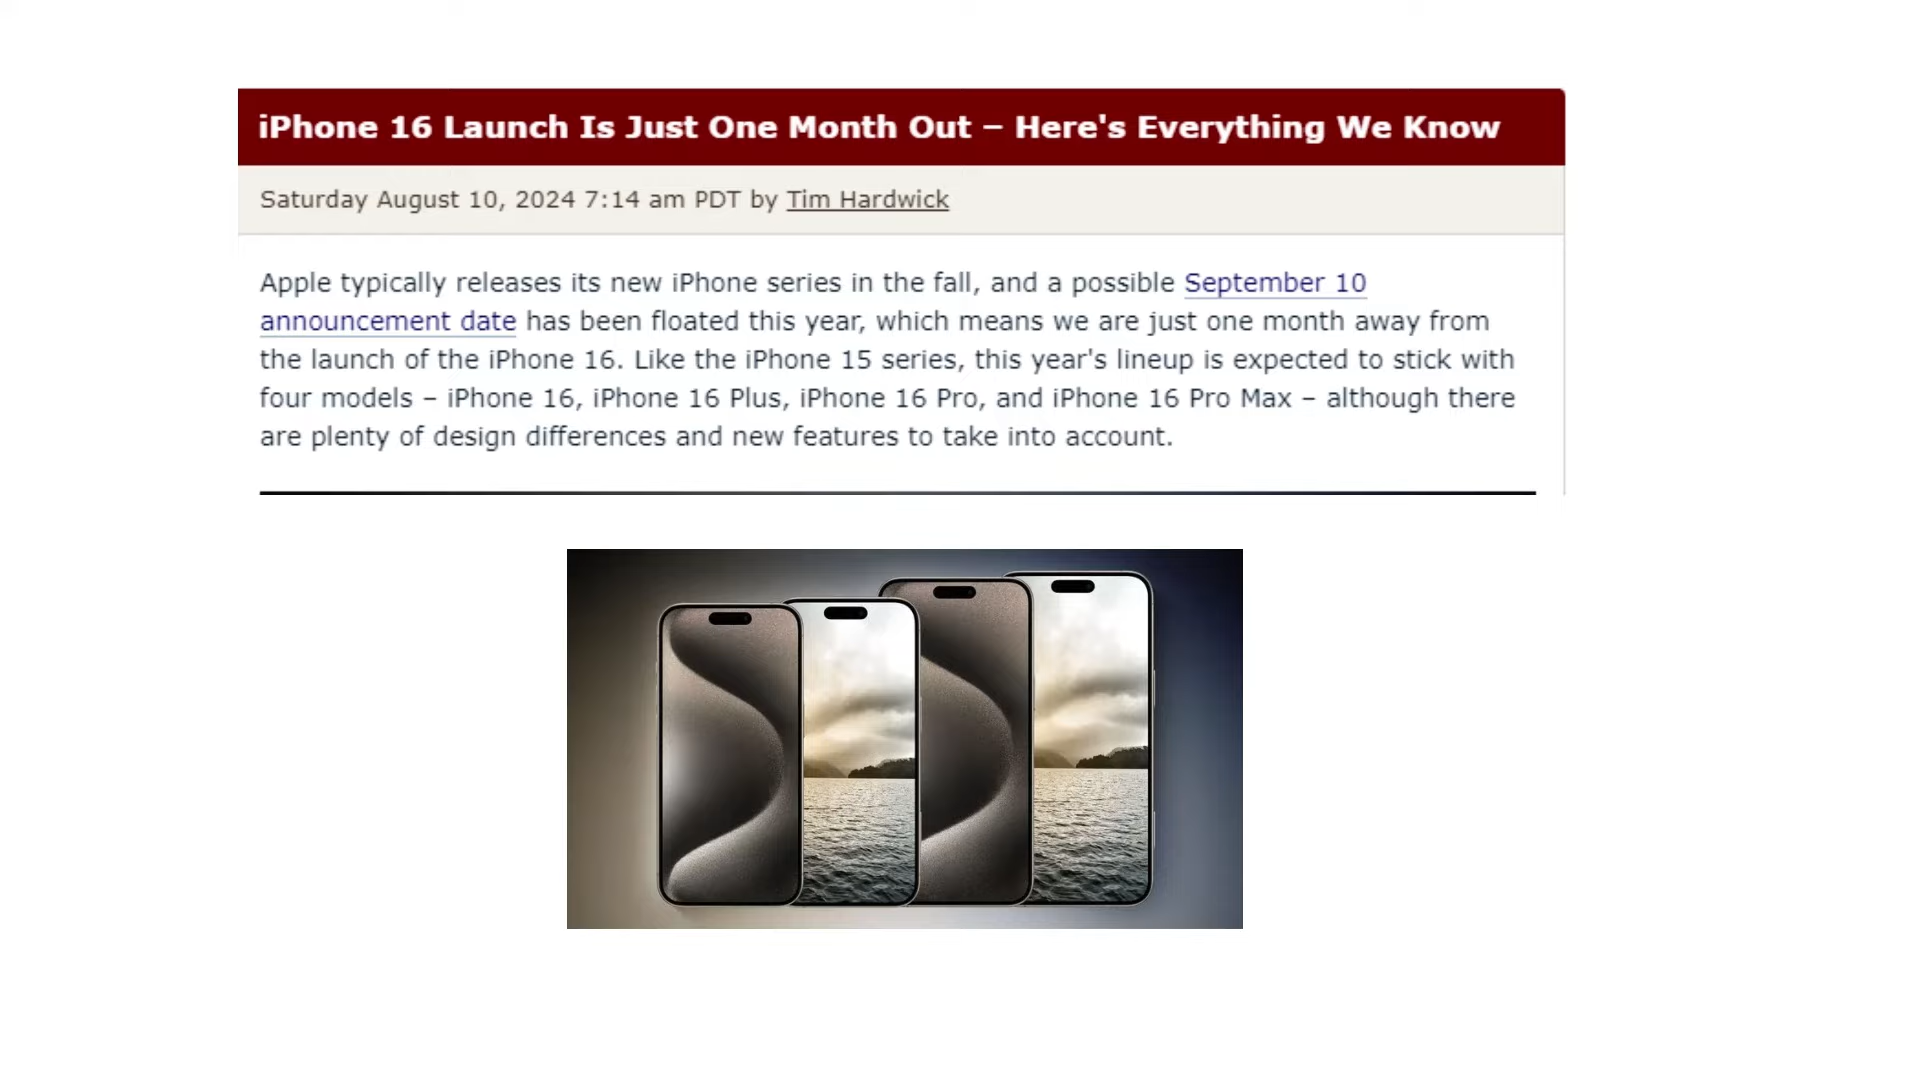 iPhone 16 Launch Is Just One Month Out – Here's Everything We Know
Saturday August 10, 2024 7:14 am PDT by Tim Hardwick
Apple typically releases its new iPhone series in the fall, and a possible September 10
announcement date has been floated this year, which means we are just one month away from
the launch of the iPhone 16. Like the iPhone 15 series, this year's lineup is expected to stick with
four models – iPhone 16, iPhone 16 Plus, iPhone 16 Pro, and iPhone 16 Pro Max – although there
are plenty of design differences and new features to take into account.